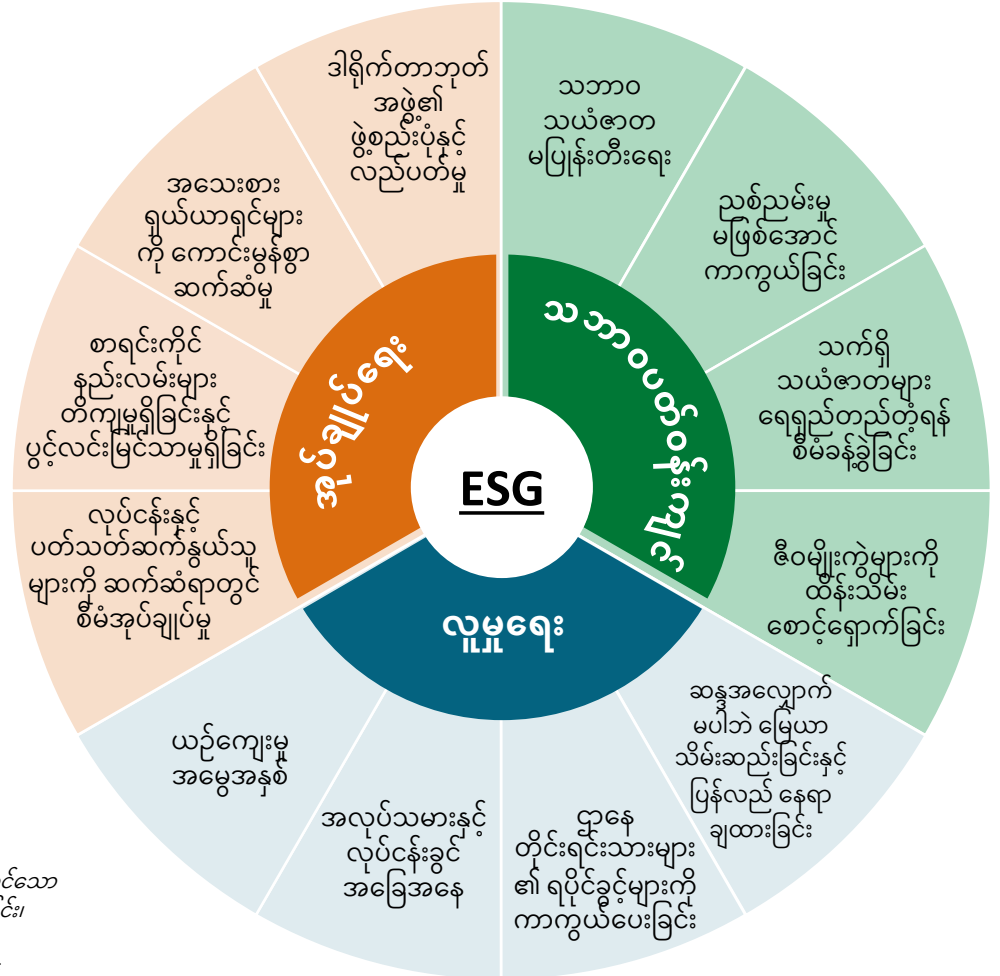 ဒါရိုက်တာဘုတ်
အဖွဲ့၏
ဖွဲ့စည်းပုံနှင့်
လည်ပတ်မှု
သဘာဝ
သယံဇာတ
မပြုန်းတီးရေး
အသေးစား
ရှယ်ယာရှင်များ
ကို ကောင်းမွန်စွာ
ဆက်ဆံမှု
ညစ်ညမ်းမှု
မဖြစ်အောင်
ကာကွယ်ခြင်း
စာရင်းကိုင်
နည်းလမ်းများ
တိကျမှုရှိခြင်းနှင့်
ပွင့်လင်းမြင်သာမှုရှိခြင်း
သက်ရှိ
သယံဇာတများ
ရေရှည်တည်တံ့ရန်
စီမံခန့်ခွဲခြင်း
အုပ်ချုပ်ရေး
သဘာဝပတ်ဝန်းကျင်
ESG
လုပ်ငန်းနှင့်
ပတ်သတ်ဆက်နွယ်သူ
များကို ဆက်ဆံရာတွင်
စီမံအုပ်ချုပ်မှု
ဇီဝမျိုးကွဲများကို
ထိန်းသိမ်း
စောင့်ရှောက်ခြင်း
လူမှုရေး
ဆန္ဒအလျှောက်
မပါဘဲ မြေယာ
သိမ်းဆည်းခြင်းနှင့်
ပြန်လည် နေရာ
ချထားခြင်း
ယဉ်ကျေးမှု
အမွေအနှစ်
အလုပ်သမားနှင့်
လုပ်ငန်းခွင်
အခြေအနေ
ဌာနေ
တိုင်းရင်းသားများ
၏ ရပိုင်ခွင့်များကို
ကာကွယ်ပေးခြင်း